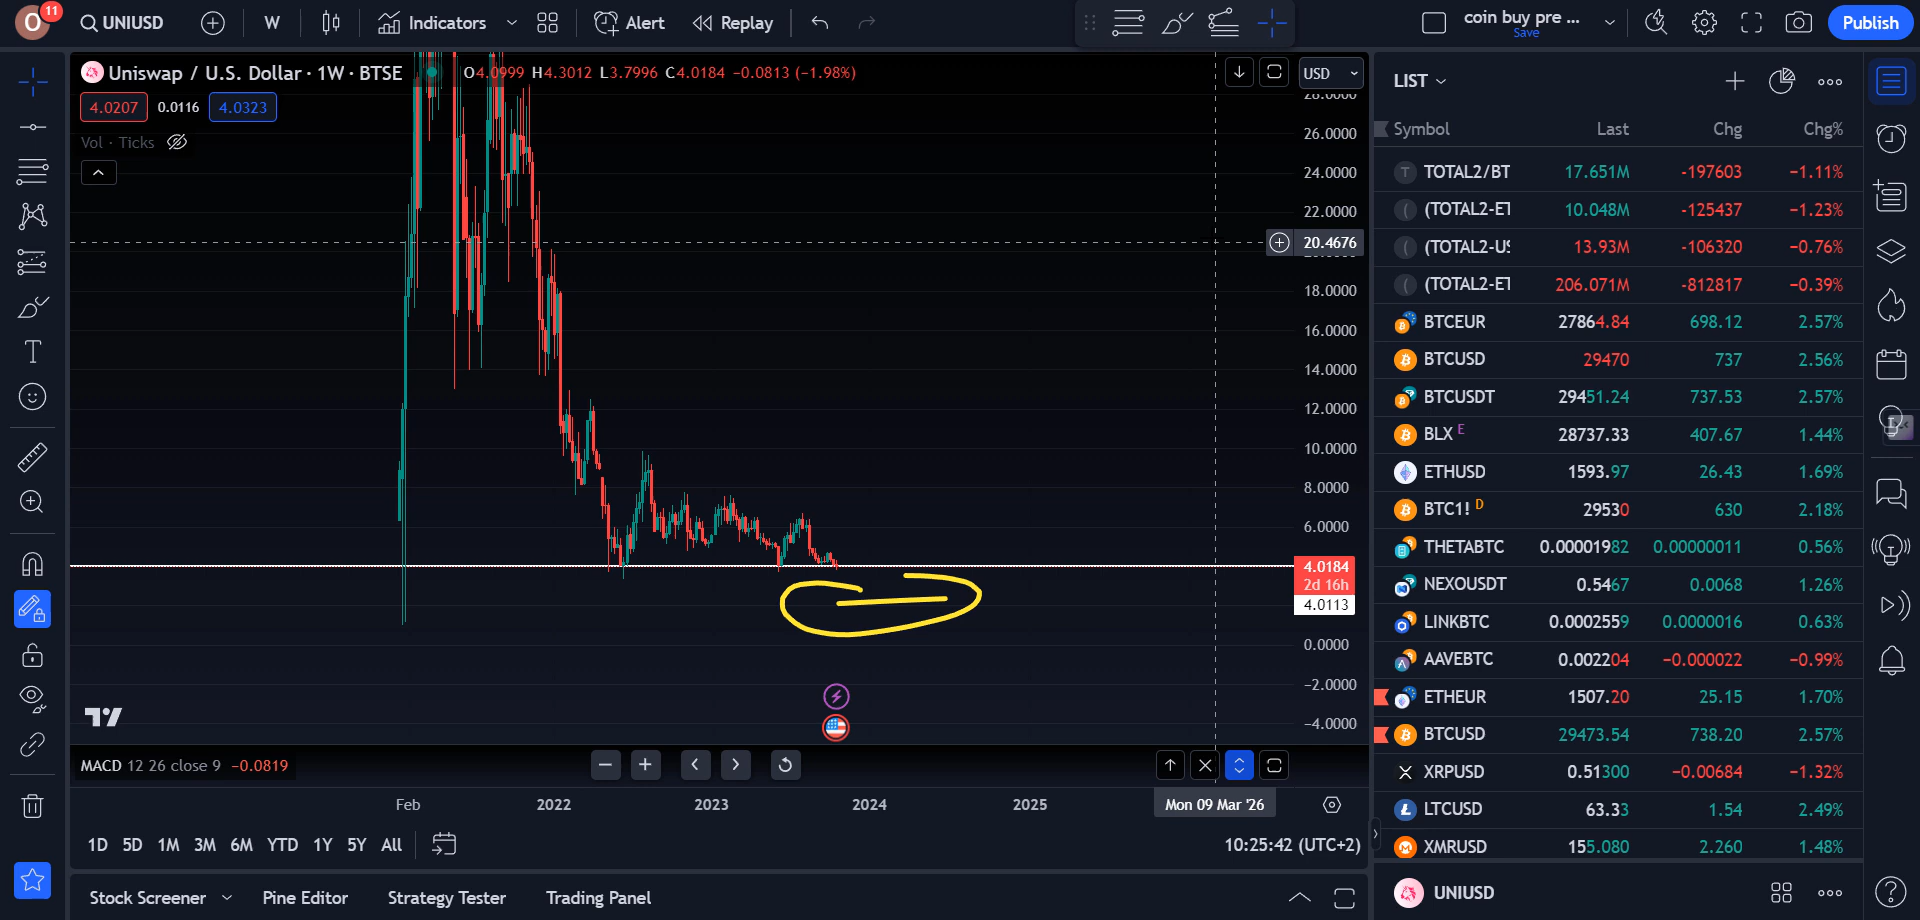 O 11 UNIUSD W Indicators Alert Replay coin buy pre ... Save Publish
Uniswap / U.S. Dollar · 1W · BTSE O4.0999 H4.3012 L3.7996 C4.0184 −0.0813 (−1.98%) USD
4.0207 0.0116 4.0323
Vol · Ticks
28.0000
26.0000
24.0000
22.0000
20.4676
18.0000
16.0000
14.0000
12.0000
10.0000
8.0000
6.0000
4.0184
2d 16h
4.0113
0.0000
−2.0000
−4.0000
MACD 12 26 close 9 −0.0819
Feb 2022 2023 2024 2025 Mon 09 Mar '26
1D 5D 1M 3M 6M YTD 1Y 5Y All 10:25:42 (UTC+2)
Stock Screener Pine Editor Strategy Tester Trading Panel
LIST
Symbol Last Chg Chg%
T TOTAL2/BT 17.651M -197603 −1.11%
( (TOTAL2-ET 10.048M -125437 −1.23%
( (TOTAL2-US 13.93M -106320 −0.76%
( (TOTAL2-ET 206.071M -812817 −0.39%
BTCEUR 27864.84 698.12 2.57%
BTCUSD 29470 737 2.56%
BTCUSDT 29451.24 737.53 2.57%
BLX E 28737.33 407.67 1.44%
ETHUSD 1593.97 26.43 1.69%
BTC1! D 29530 630 2.18%
THETABTC 0.00001982 0.00000011 0.56%
NEXOUSDT 0.5467 0.0068 1.26%
LINKBTC 0.0002559 0.0000016 0.63%
AAVEBTC 0.002204 −0.000022 −0.99%
ETHEUR 1507.20 25.15 1.70%
BTCUSD 29473.54 738.20 2.57%
XRPUSD 0.51300 −0.00684 −1.32%
LTCUSD 63.33 1.54 2.49%
XMRUSD 155.080 2.260 1.48%
UNIUSD